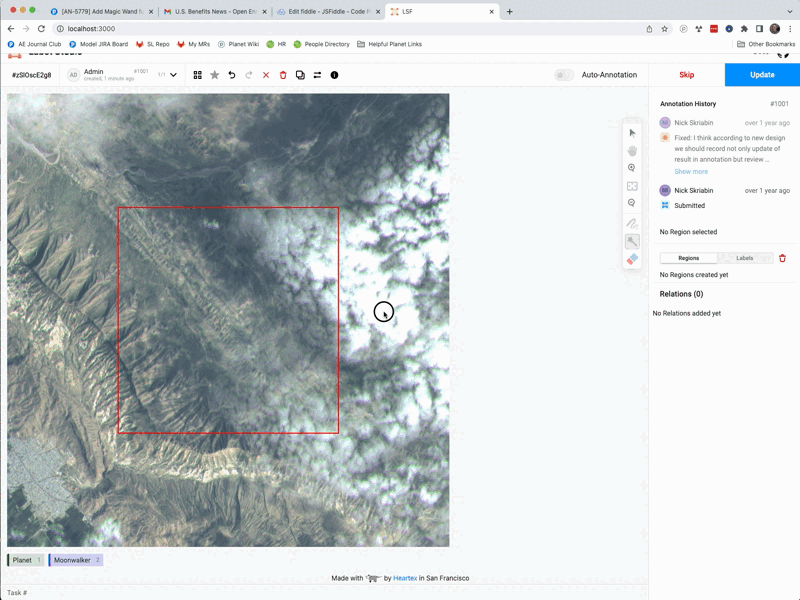 [AN-5779] Add Magic Wand f
U.S. Benefits News - Open En
Edit fiddle - JSFiddle - Code P
LSF
localhost:3000
AE Journal Club
Model JIRA Board
SL Repo
My MRs
Planet Wiki
HR
People Directory
Helpful Planet Links
Other Bookmarks
#zSlOscE2g8
AD
Admin
created, 1 minute ago
#1001
1/1
Auto-Annotation
Skip
Update
Annotation History
#1001
Nick Skriabin
over 1 year ago
Fixed: I think according to new design
we should record not only update of
result in annotation but review ...
Show more
Nick Skriabin
over 1 year ago
Submitted
No Region selected
Regions
Labels
No Regions created yet
Relations (0)
No Relations added yet
Planet 1
Moonwalker 2
Made with by Heartex in San Francisco
Task #